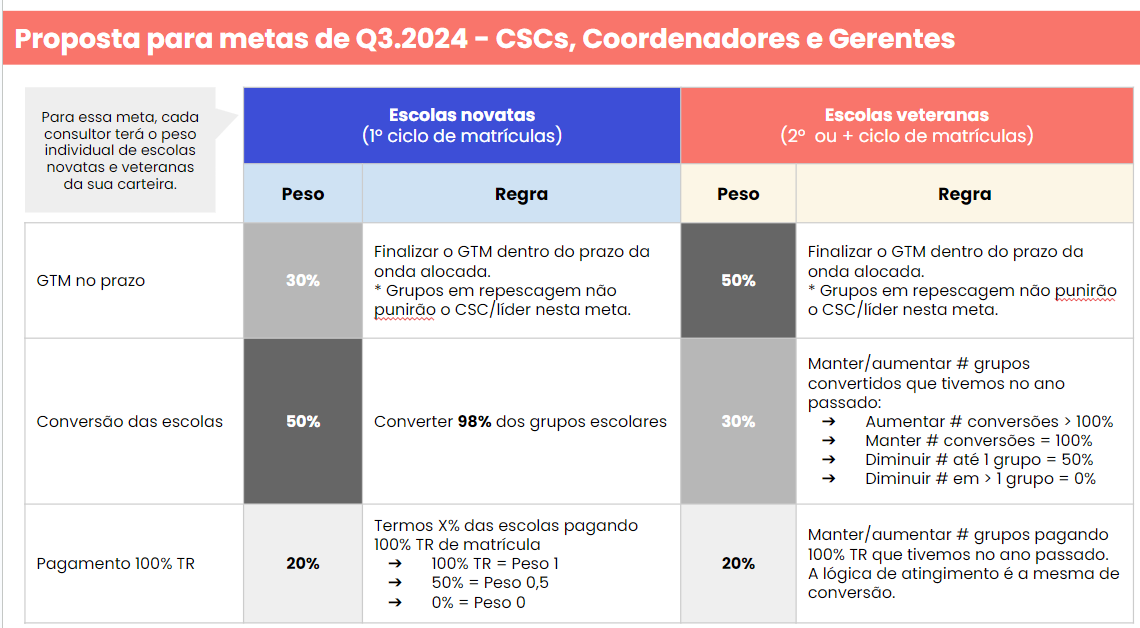 Proposta para metas de Q3.2024 - CSCs, Coordenadores e Gerentes
Para essa meta, cada
consultor terá o peso
individual de escolas
novatas e veteranas
da sua carteira.
Escolas novatas
(1º ciclo de matrículas)
Escolas veteranas
(2º ou + ciclo de matrículas)
Peso
Regra
Peso
Regra
GTM no prazo
30%
Finalizar o GTM dentro do prazo da
onda alocada.
* Grupos em repescagem não
punirão o CSC/líder nesta meta.
50%
Finalizar o GTM dentro do prazo da
onda alocada.
* Grupos em repescagem não punirão
o CSC/líder nesta meta.
Conversão das escolas
50%
Converter 98% dos grupos escolares
30%
Manter/aumentar # grupos
convertidos que tivemos no ano
passado:
➔ Aumentar # conversões > 100%
➔ Manter # conversões = 100%
➔ Diminuir # até 1 grupo = 50%
➔ Diminuir # em > 1 grupo = 0%
Pagamento 100% TR
20%
Termos X% das escolas pagando
100% TR de matrícula
➔ 100% TR = Peso 1
➔ 50% = Peso 0,5
➔ 0% = Peso 0
20%
Manter/aumentar # grupos pagando
100% TR que tivemos no ano passado.
A lógica de atingimento é a mesma de
conversão.